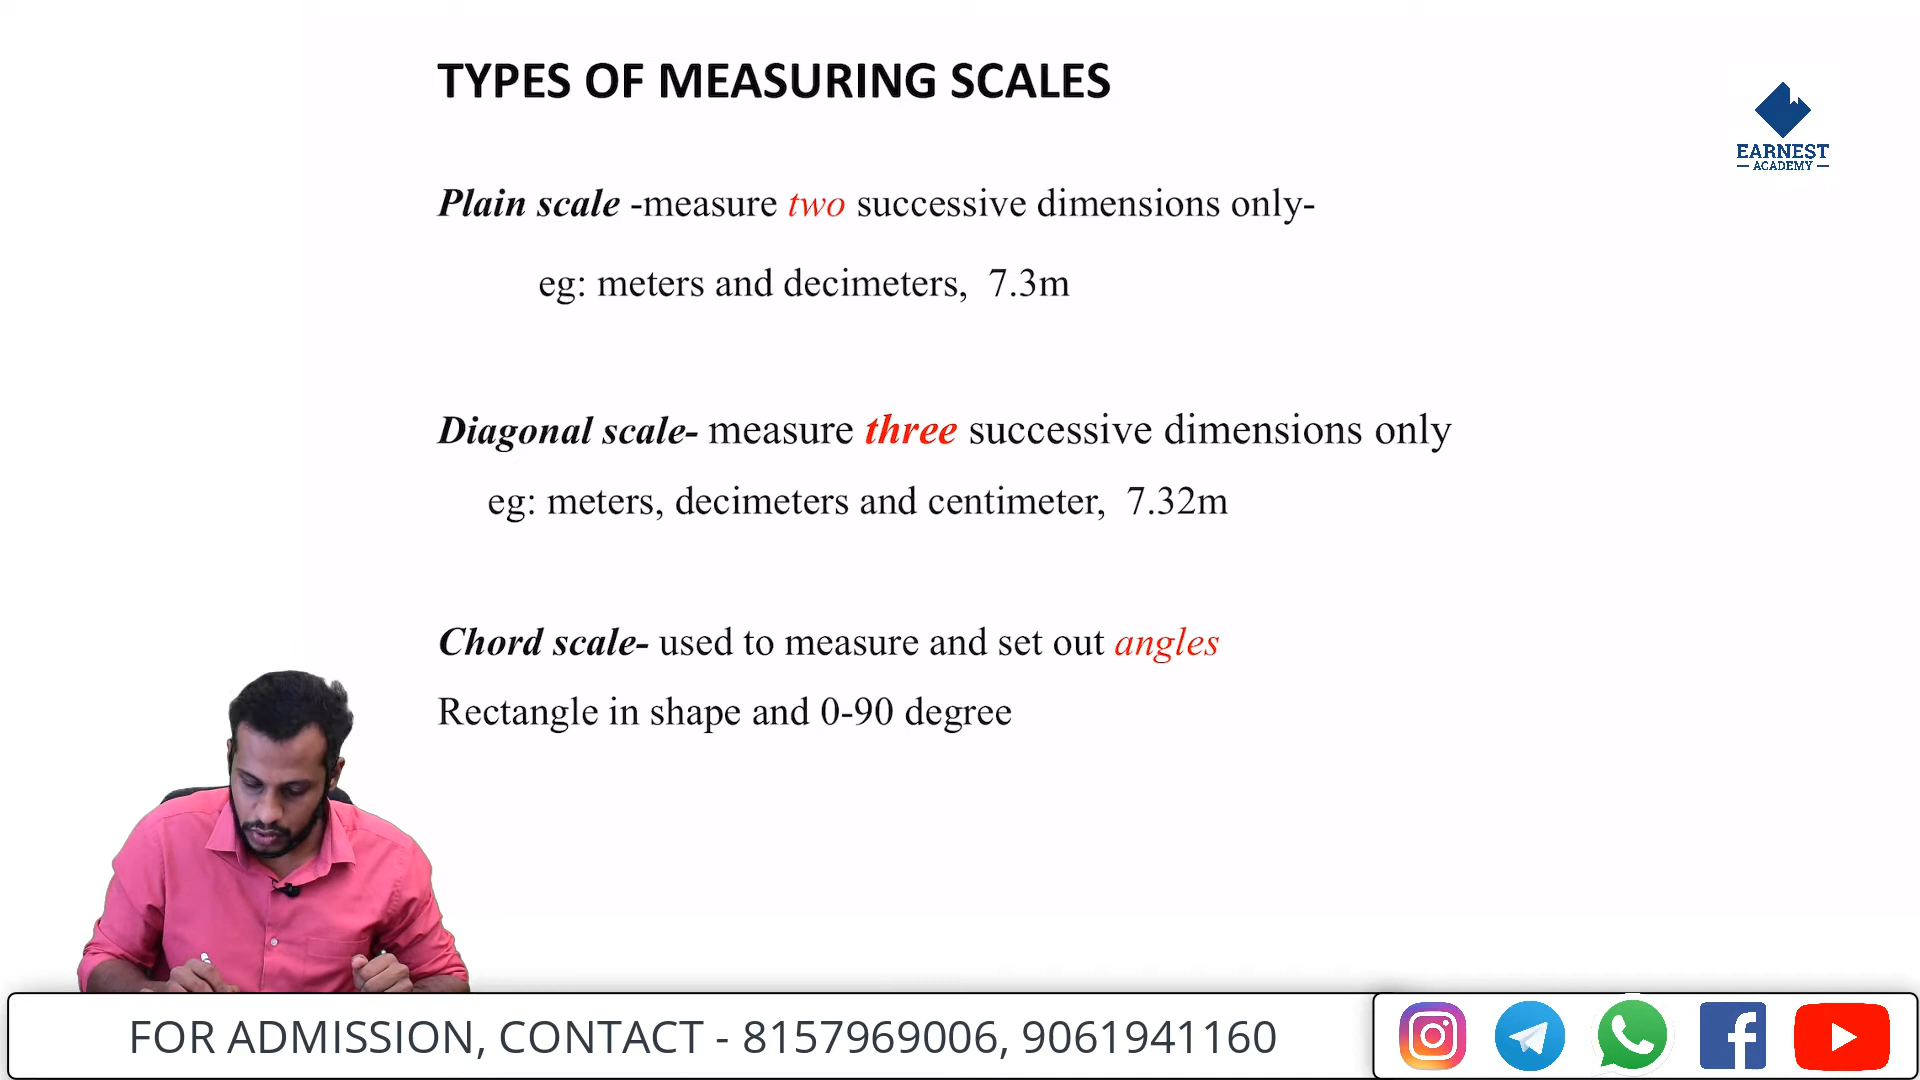 TYPES OF MEASURING SCALES
EARNEST
ACADEMY
Plain scale -measure two successive dimensions only-
eg: meters and decimeters, 7.3m
Diagonal scale- measure three successive dimensions only
eg: meters, decimeters and centimeter, 7.32m
Chord scale- used to measure and set out angles
Rectangle in shape and 0-90 degree
FOR ADMISSION, CONTACT - 8157969006, 9061941160